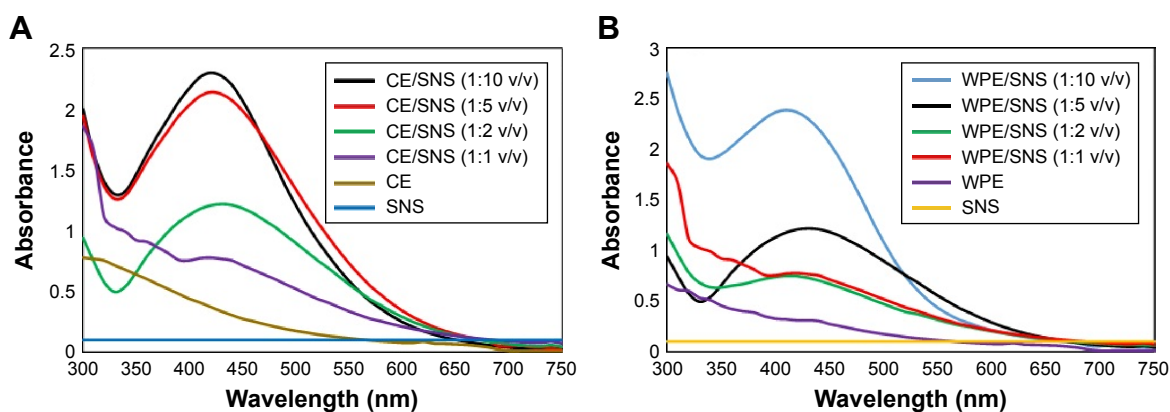 A
Absorbance
2.5
2
1.5
1
0.5
0
300 350 400 450 500 550 600 650 700 750
Wavelength (nm)
CE/SNS (1:10 v/v)
CE/SNS (1:5 v/v)
CE/SNS (1:2 v/v)
CE/SNS (1:1 v/v)
CE
SNS
B
Absorbance
3
2.5
2
1.5
1
0.5
0
300 350 400 450 500 550 600 650 700 750
Wavelength (nm)
WPE/SNS (1:10 v/v)
WPE/SNS (1:5 v/v)
WPE/SNS (1:2 v/v)
WPE/SNS (1:1 v/v)
WPE
SNS